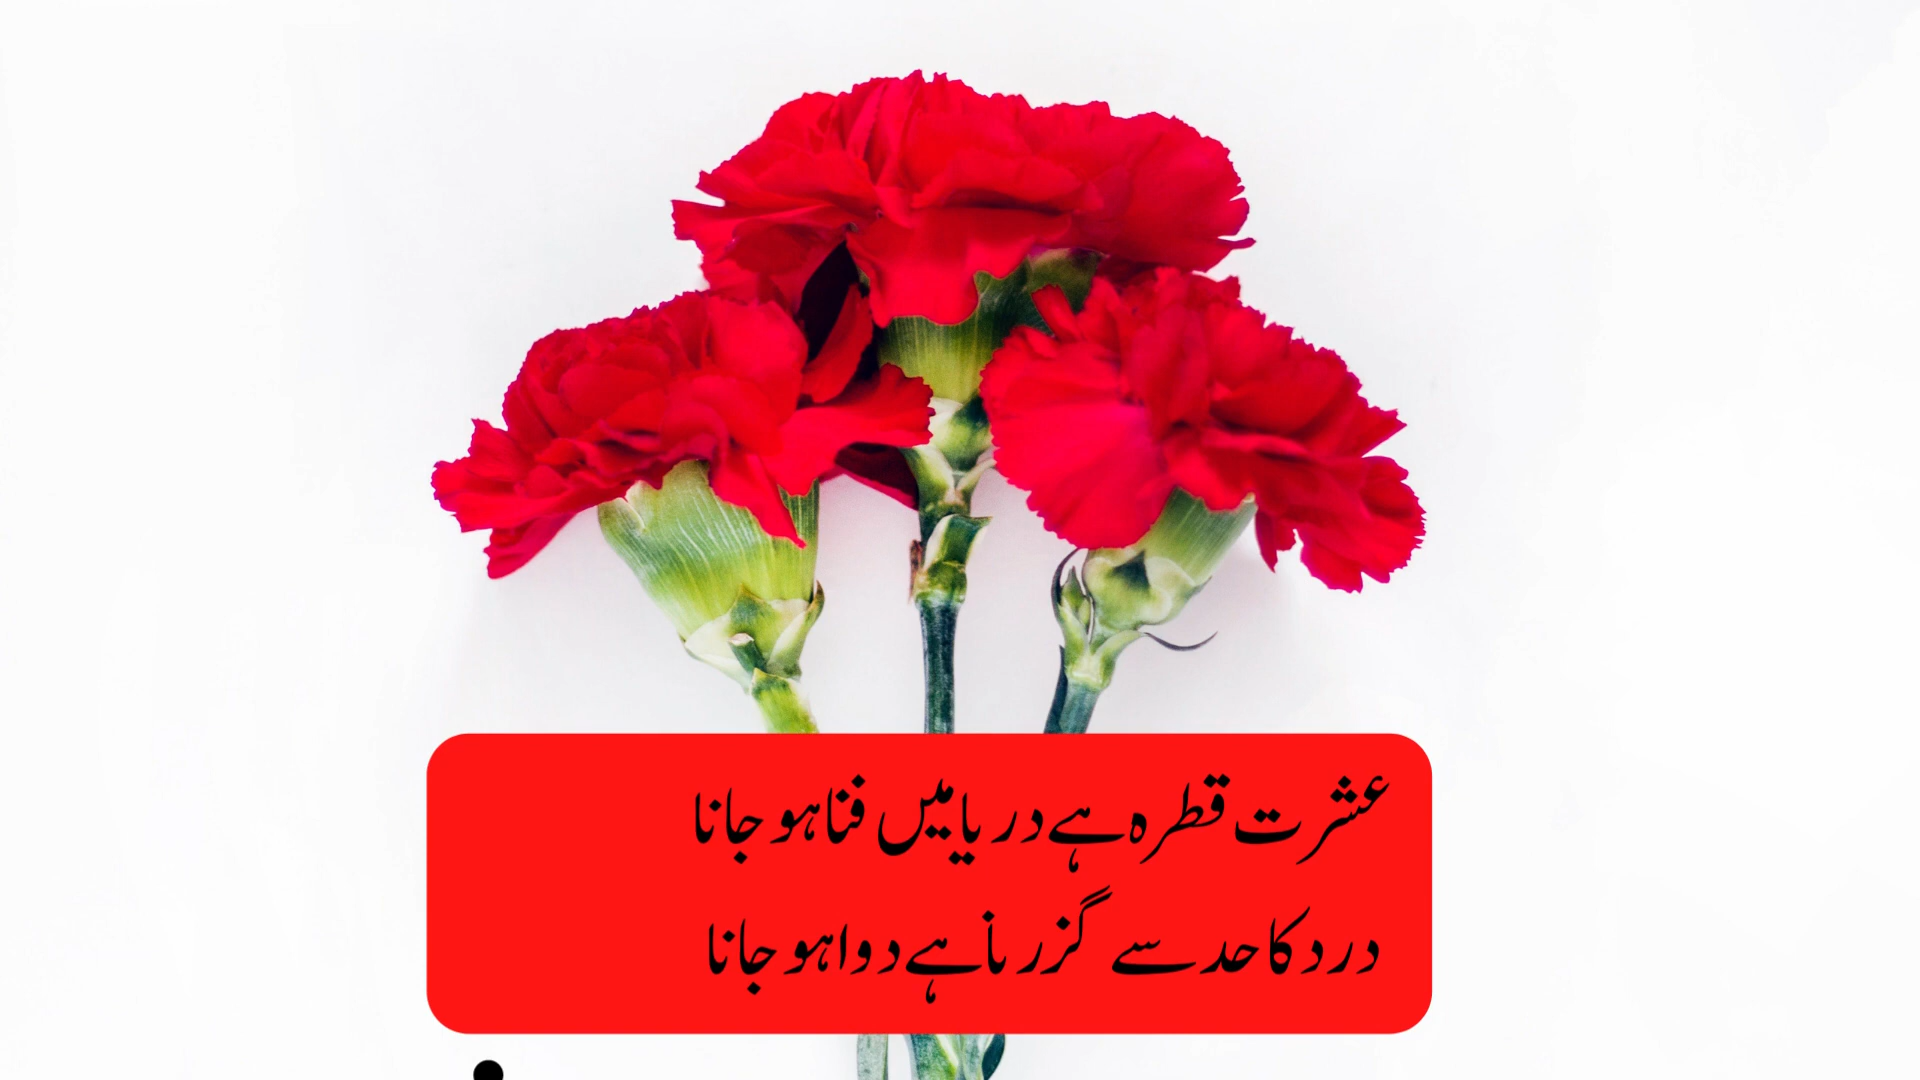 عشرت قطرہ ہے دریا میں فنا ہو جانا
درد کا حد سے گزرنا ہے دوا ہو جانا